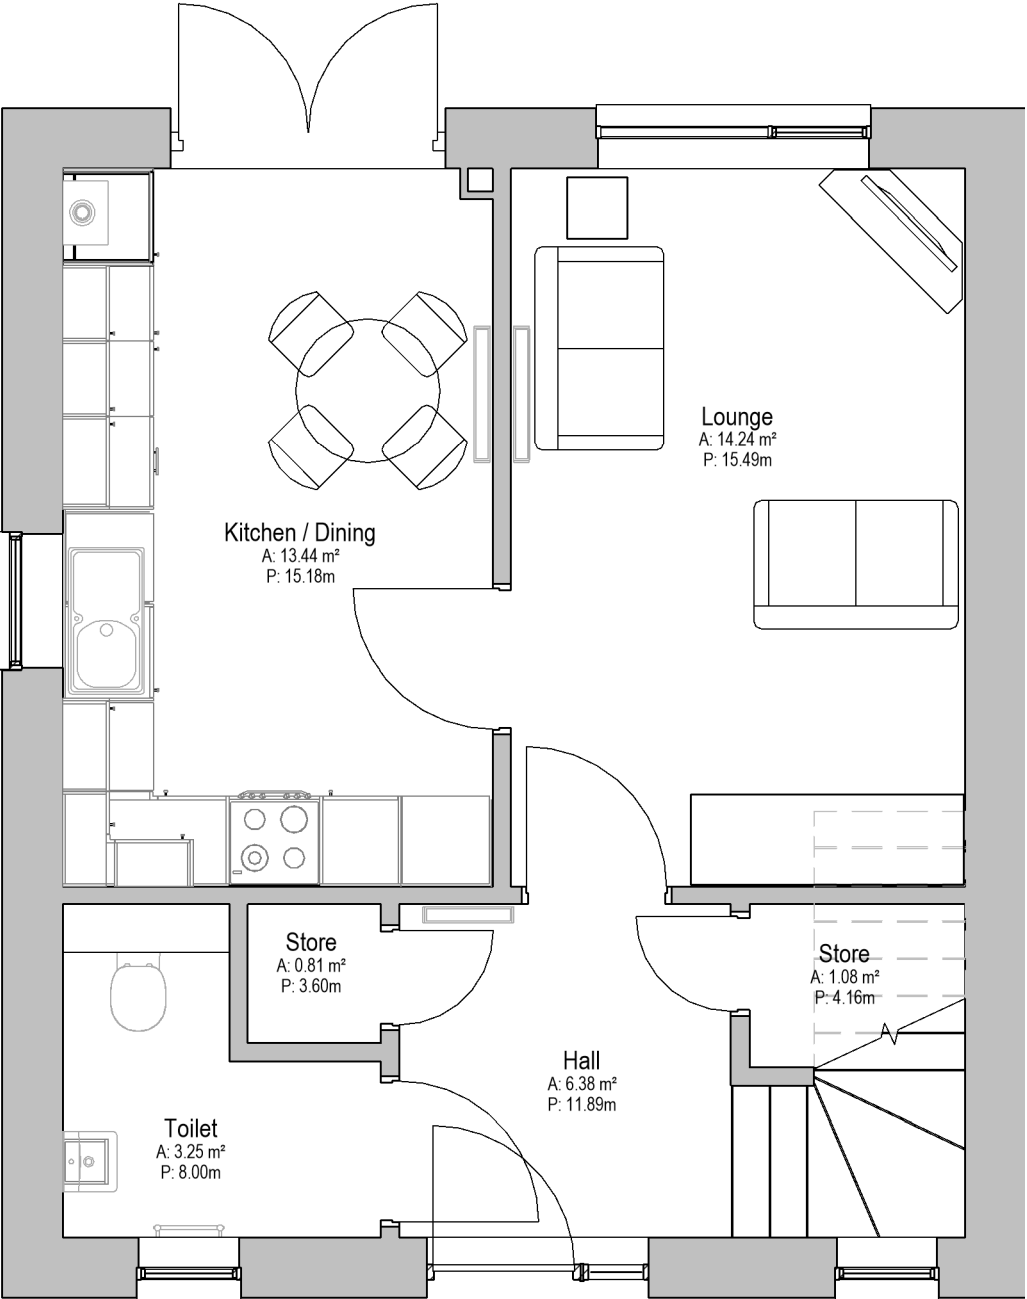 Lounge
A: 14.24 m²
P: 15.49m
Kitchen / Dining
A: 13.44 m²
P: 15.18m
Store
A: 0.81 m²
P: 3.60m
Store
A: 1.08 m²
P: 4.16m
Hall
A: 6.38 m²
P: 11.89m
Toilet
A: 3.25 m²
P: 8.00m